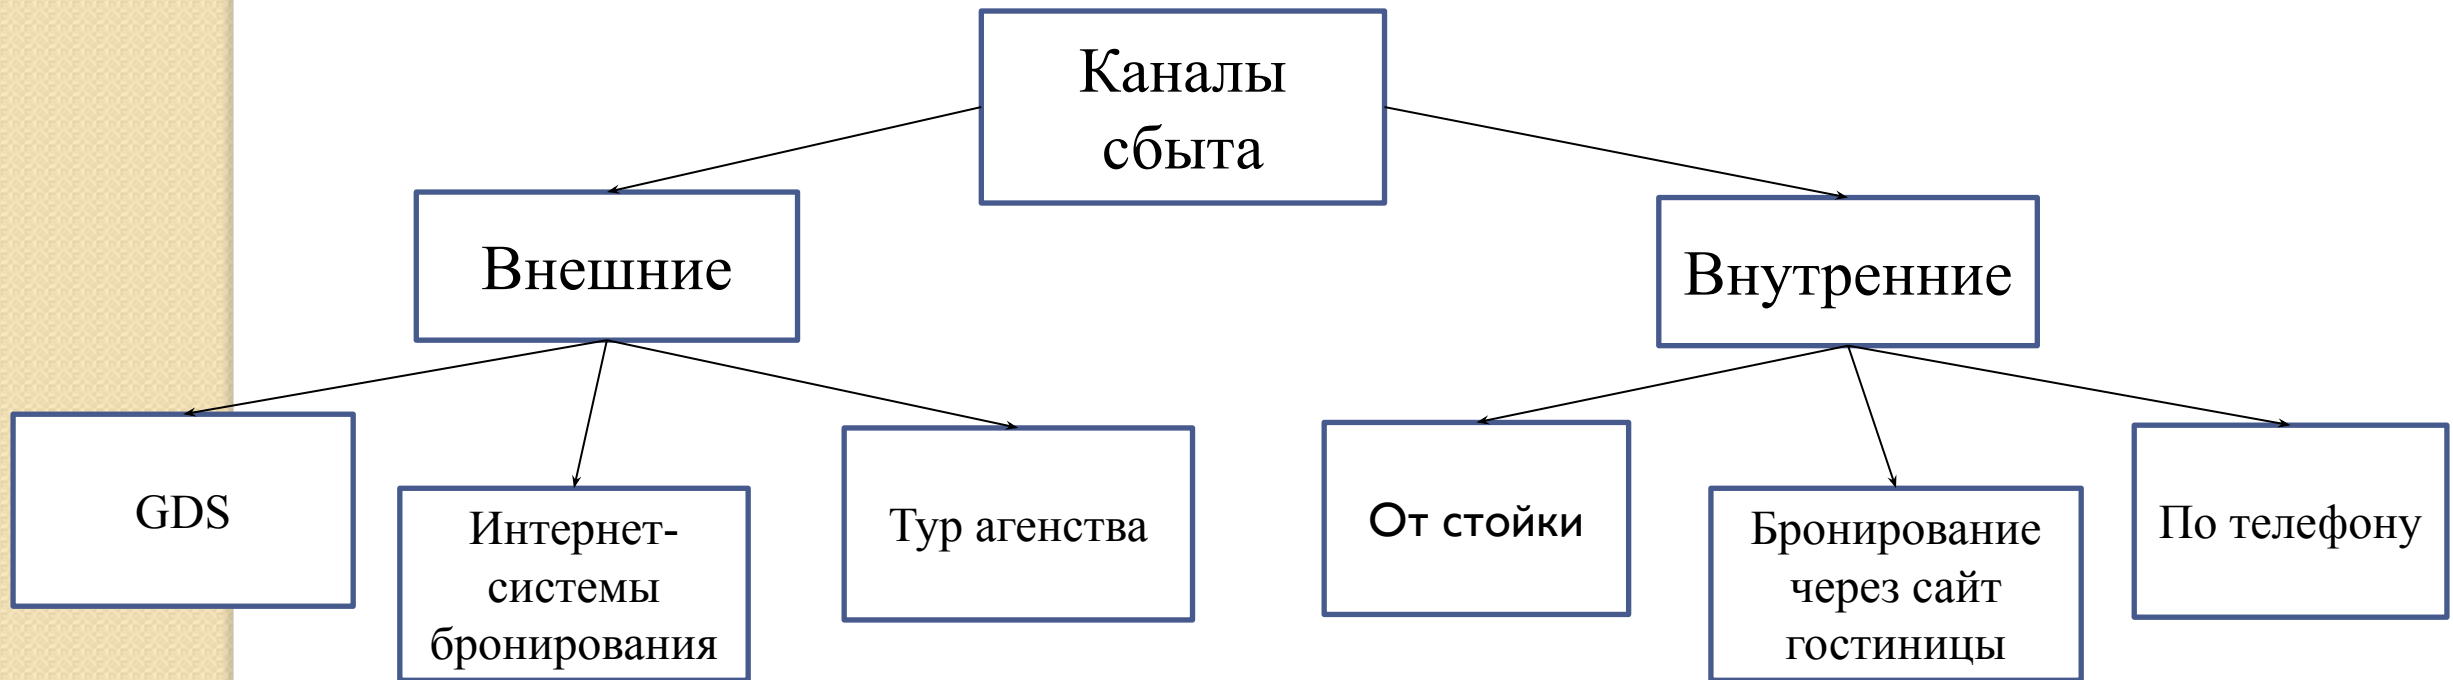 Каналы
сбыта
Внешние
Внутренние
GDS
Интернет-
системы
бронирования
Тур агенства
От стойки
Бронирование
через сайт
гостиницы
По телефону